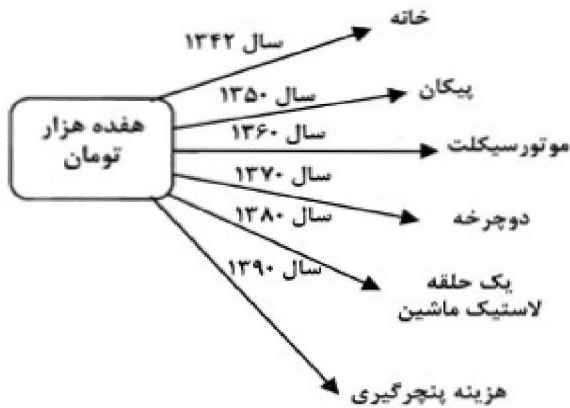 خانه
سال ۱۳۴۲
پیکان
سال ۱۳۵۰
هفده هزار
تومان
سال ۱۳۶۰
موتورسیکلت
سال ۱۳۷۰
دوچرخه
سال ۱۳۸۰
سال ۱۳۹۰
یک حلقه
لاستیک ماشین
هزینه پنچرگیری